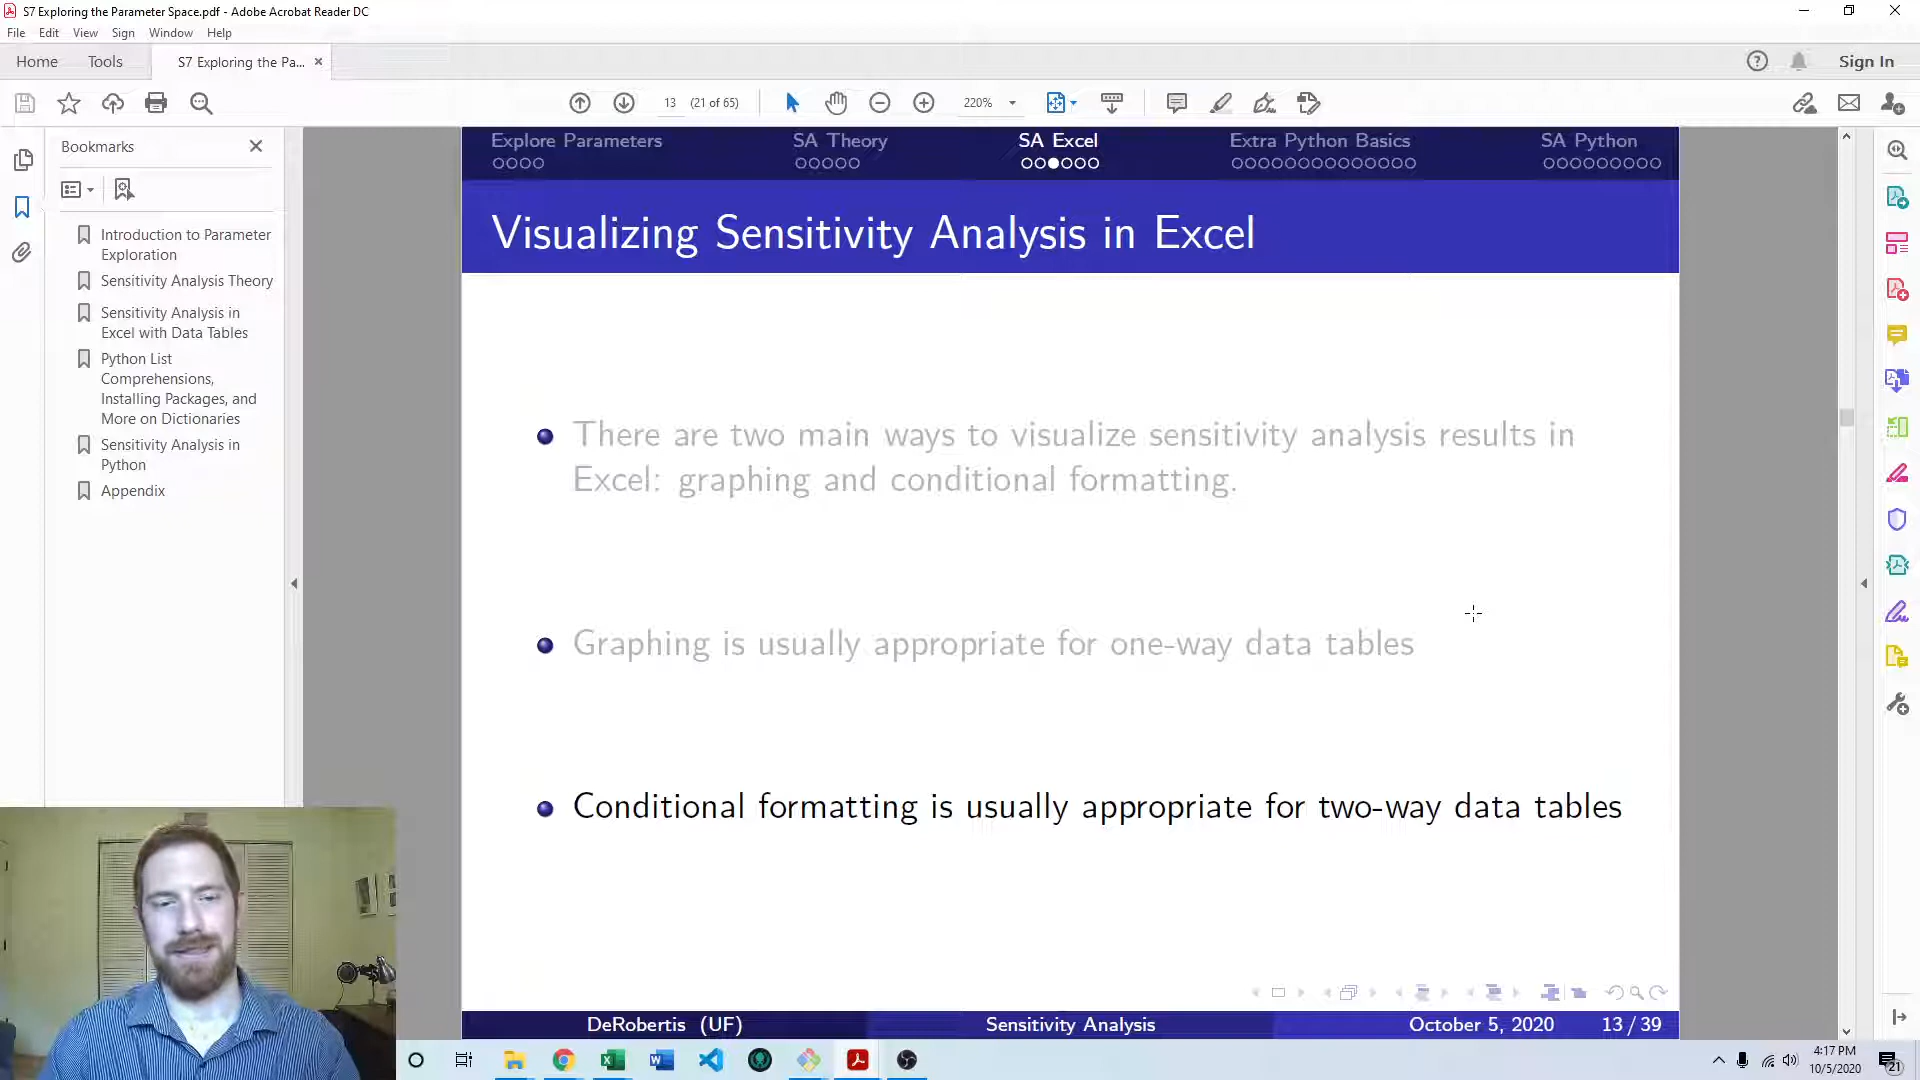 S7 Exploring the Parameter Space.pdf - Adobe Acrobat Reader DC
File Edit View Sign Window Help
Home Tools S7 Exploring the Pa... Sign In
13 (21 of 65) 220%
Bookmarks
Introduction to Parameter
Exploration
Sensitivity Analysis Theory
Sensitivity Analysis in
Excel with Data Tables
Python List
Comprehensions,
Installing Packages, and
More on Dictionaries
Sensitivity Analysis in
Python
Appendix
Explore Parameters SA Theory SA Excel Extra Python Basics SA Python
Visualizing Sensitivity Analysis in Excel
There are two main ways to visualize sensitivity analysis results in
Excel: graphing and conditional formatting.
Graphing is usually appropriate for one-way data tables
Conditional formatting is usually appropriate for two-way data tables
DeRobertis (UF) Sensitivity Analysis October 5, 2020 13 / 39
4:17 PM
10/5/2020
21